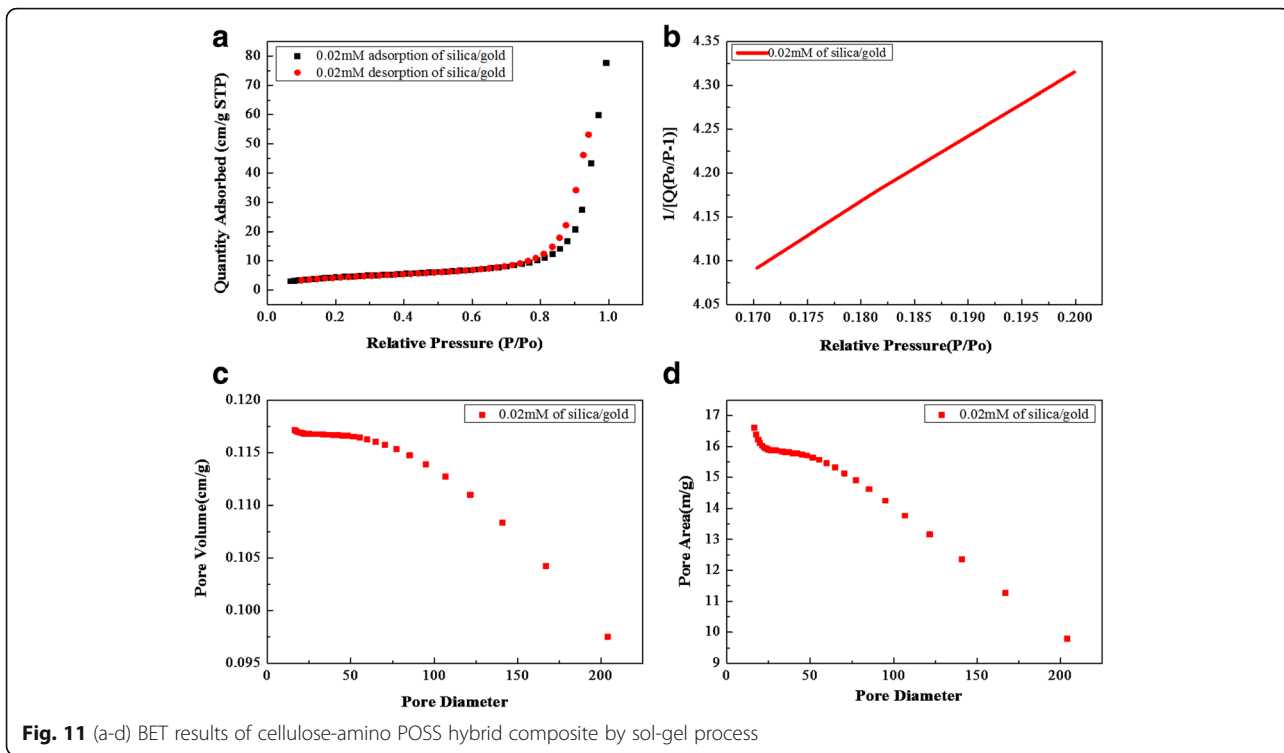 a
0.02mM adsorption of silica/gold
0.02mM desorption of silica/gold
80
70
60
50
40
30
20
10
0
Quantity Adsorbed (cm/g STP)
0.0 0.2 0.4 0.6 0.8 1.0
Relative Pressure (P/Po)
b
0.02mM of silica/gold
4.35
4.30
4.25
4.20
4.15
4.10
4.05
1/[Q(Po/P-1)]
0.170 0.175 0.180 0.185 0.190 0.195 0.200
Relative Pressure(P/Po)
c
0.02mM of silica/gold
0.120
0.115
0.110
0.105
0.100
0.095
Pore Volume(cm/g)
0 50 100 150 200
Pore Diameter
d
0.02mM of silica/gold
17
16
15
14
13
12
11
10
9
Pore Area(m/g)
0 50 100 150 200
Pore Diameter
Fig. 11 (a-d) BET results of cellulose-amino POSS hybrid composite by sol-gel process